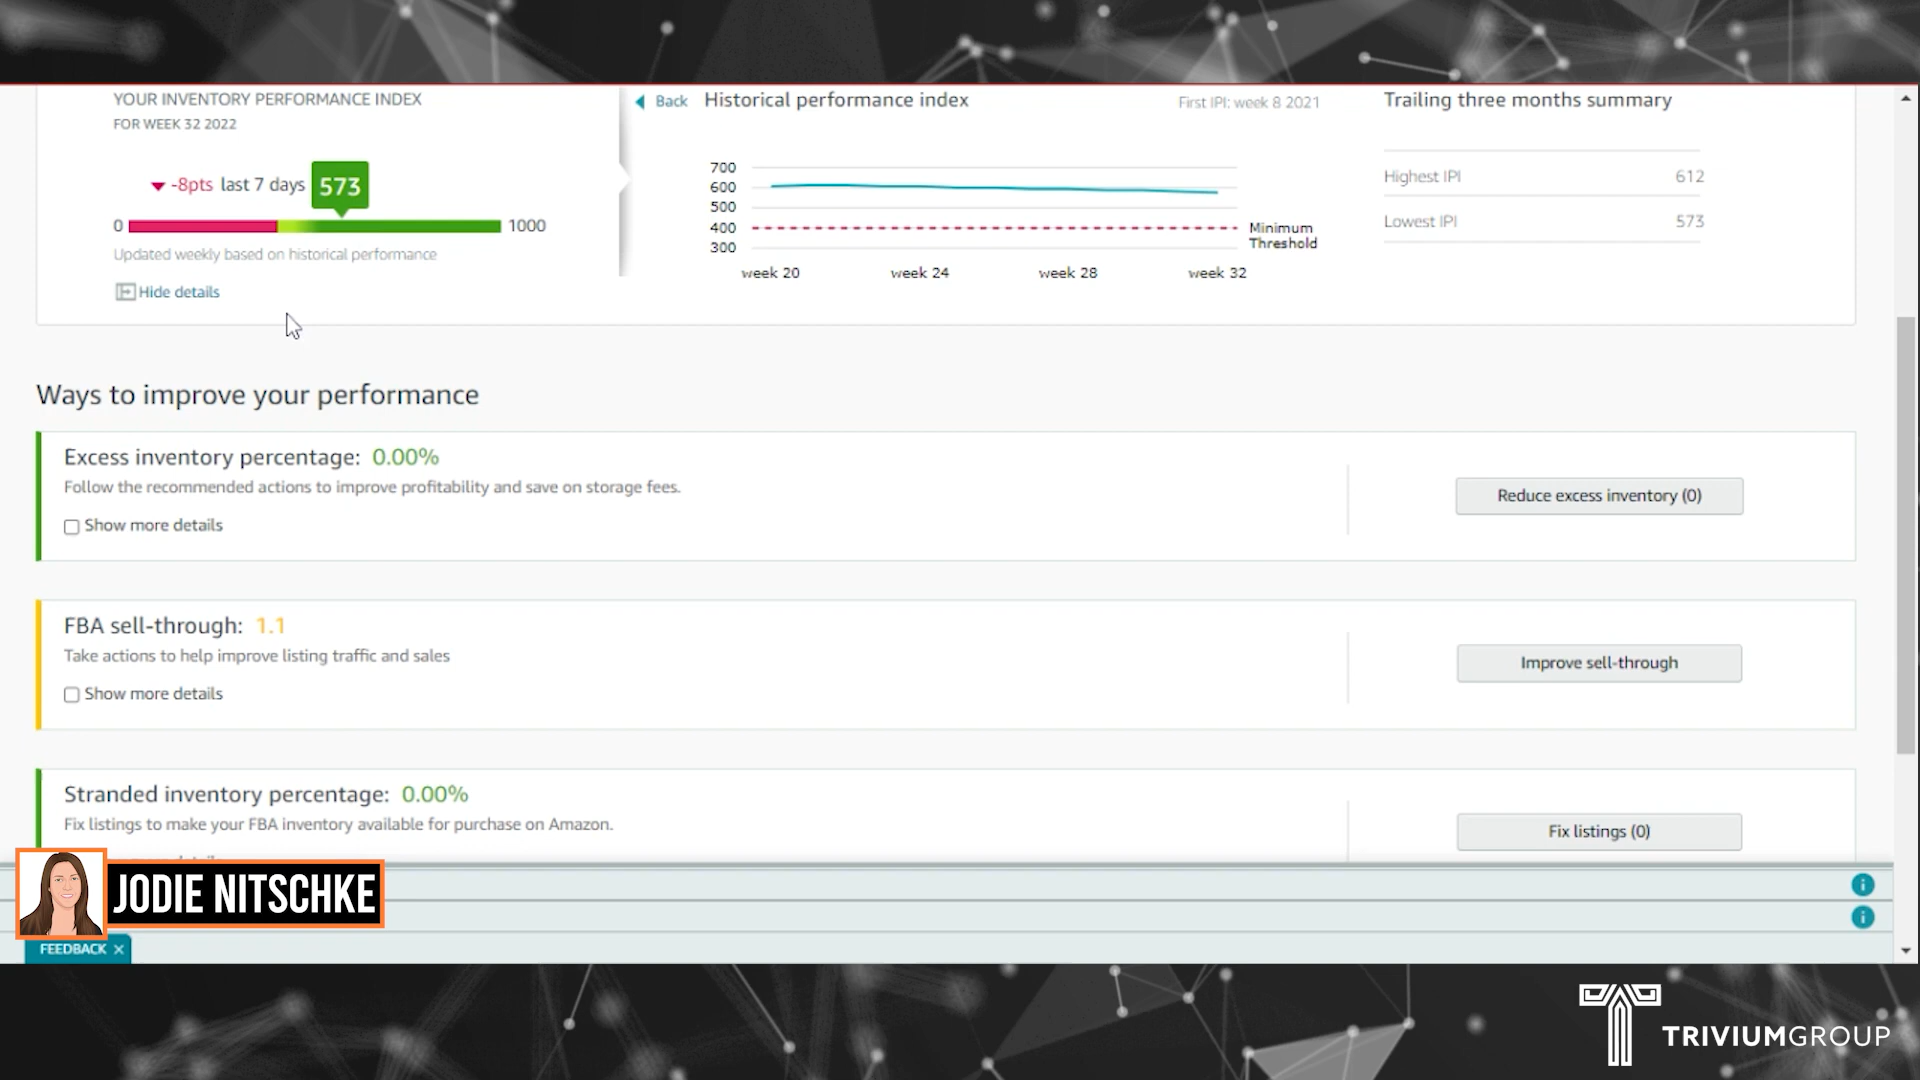 YOUR INVENTORY PERFORMANCE INDEX
FOR WEEK 32 2022
-8pts last 7 days 573
0 1000
Updated weekly based on historical performance
Hide details
Back Historical performance index First IPI: week 8 2021
700
600
500
400
300
Minimum
Threshold
week 20 week 24 week 28 week 32
Trailing three months summary
Highest IPI 612
Lowest IPI 573
Ways to improve your performance
Excess inventory percentage: 0.00%
Follow the recommended actions to improve profitability and save on storage fees.
Show more details
Reduce excess inventory (0)
FBA sell-through: 1.1
Take actions to help improve listing traffic and sales
Show more details
Improve sell-through
Stranded inventory percentage: 0.00%
Fix listings to make your FBA inventory available for purchase on Amazon.
Fix listings (0)
JODIE NITSCHKE
FEEDBACK ×
TRIVIUMGROUP